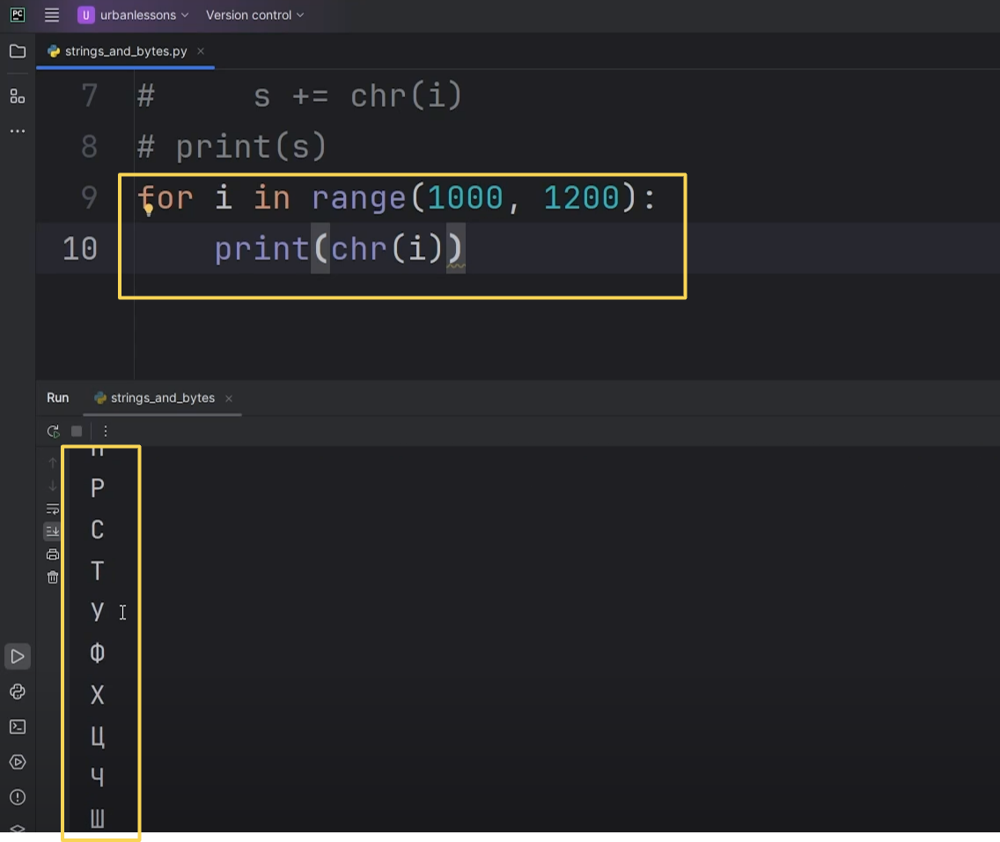 PC
U urbanlessons Version control
strings_and_bytes.py
7 #     s += chr(i)
8 # print(s)
9 for i in range(1000, 1200):
10     print(chr(i))
Run strings_and_bytes
Р
С
Т
У
Ф
Х
Ц
Ч
Ш